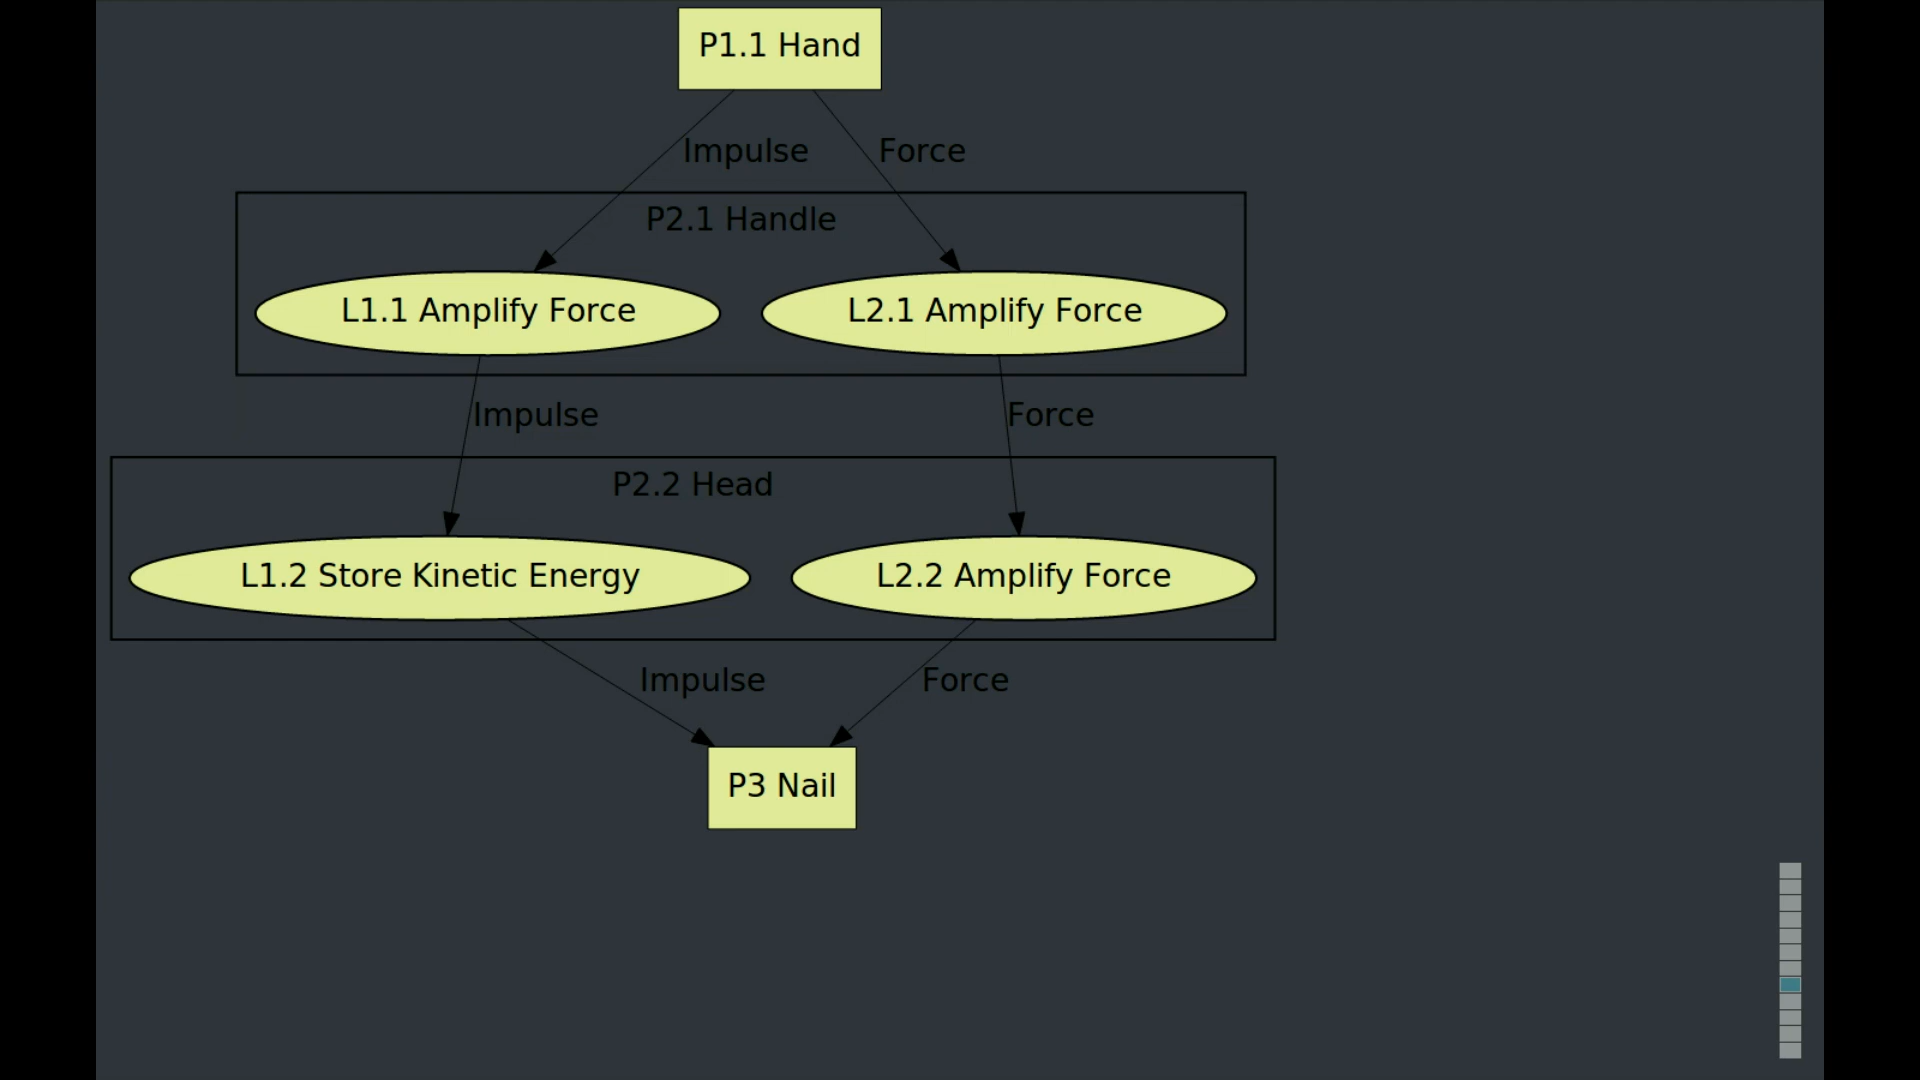 P1.1 Hand
Impulse
Force
P2.1 Handle
L1.1 Amplify Force
L2.1 Amplify Force
Impulse
Force
P2.2 Head
L1.2 Store Kinetic Energy
L2.2 Amplify Force
Impulse
Force
P3 Nail